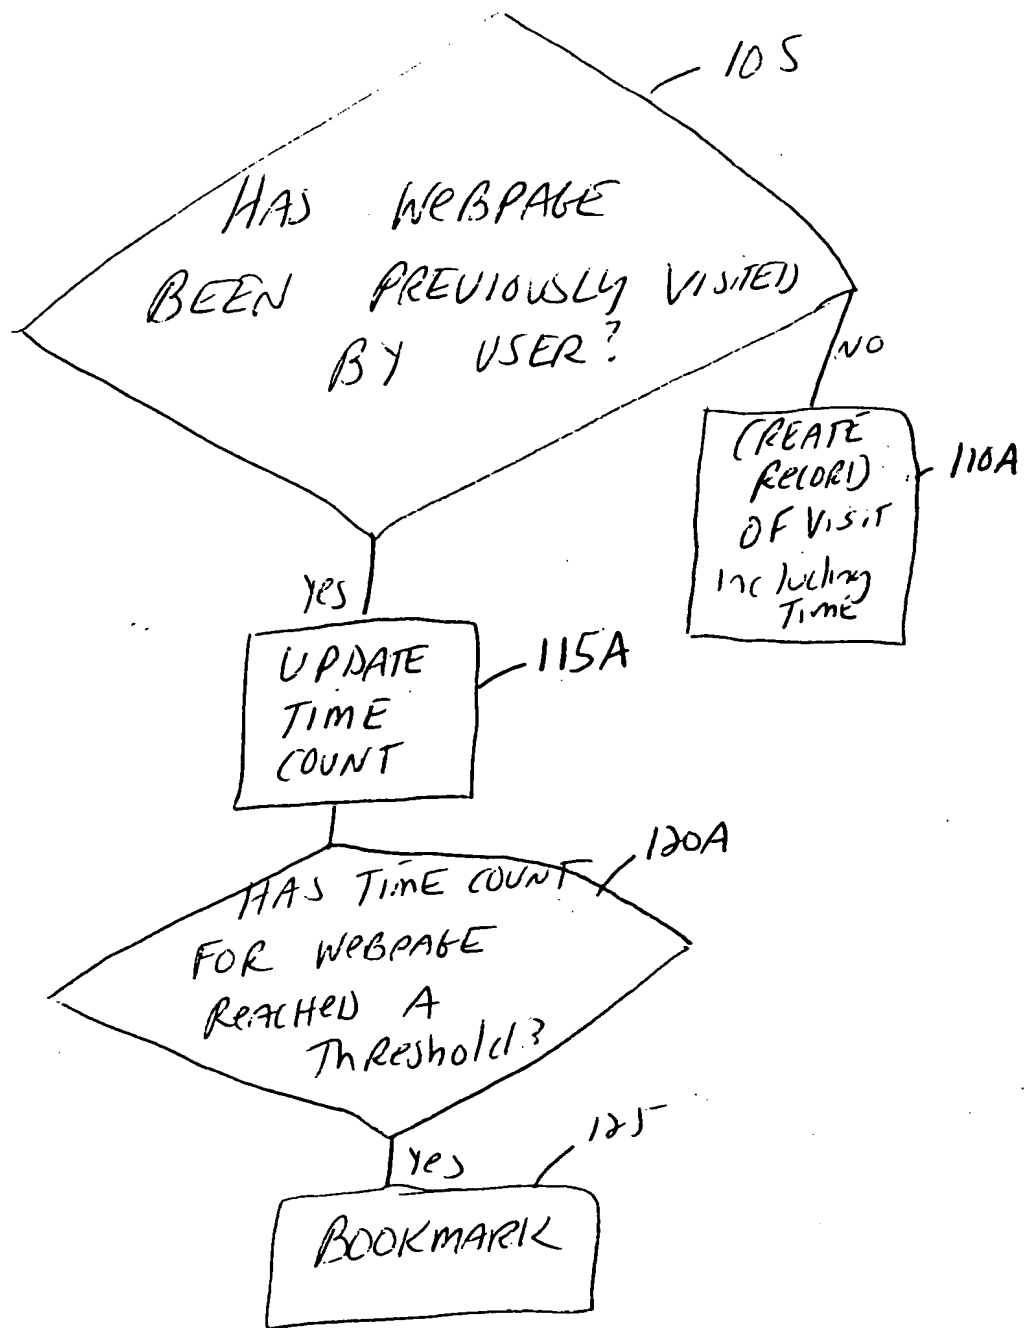 105
HAS WEBPAGE
BEEN PREVIOUSLY VISITED
BY USER?
NO
CREATE
RECORD
OF VISIT
Including
TIME
110A
Yes
UPDATE
TIME
COUNT
115A
120A
HAS TIME COUNT
FOR WEBPAGE
REACHED A
ThReshold?
Yes
125
BOOKMARK